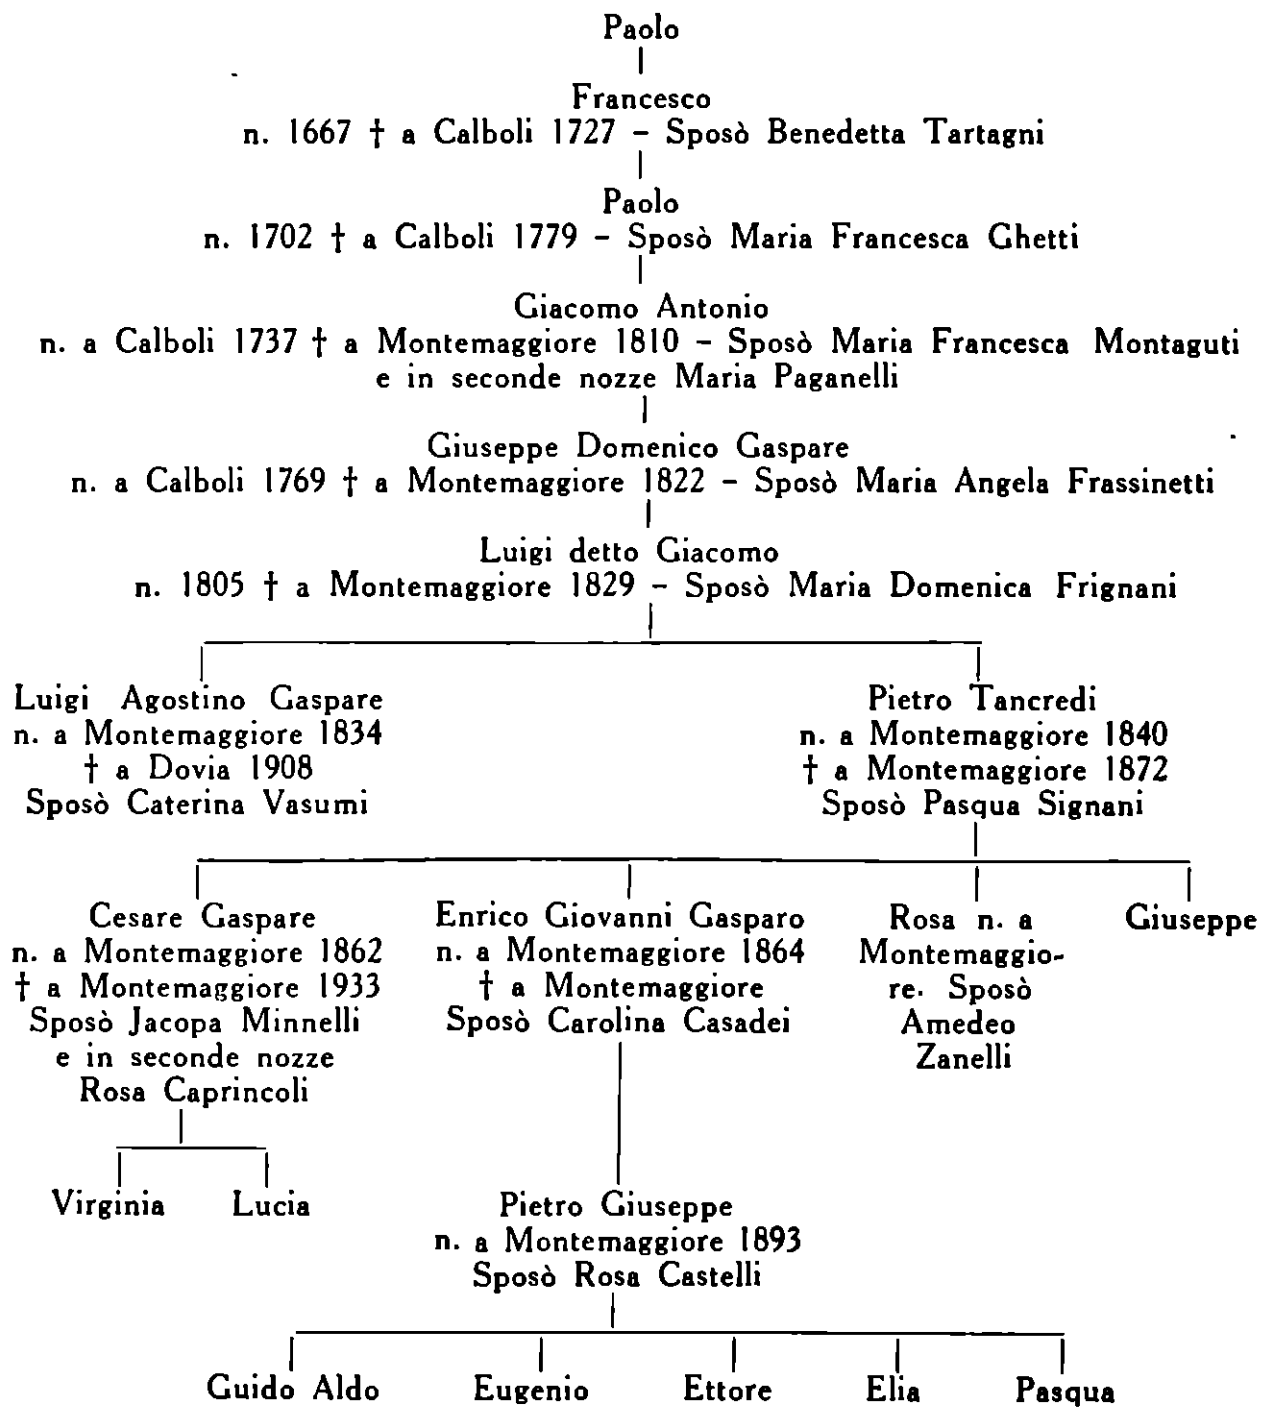 Paolo
Francesco
n. 1667 † a Calboli 1727 – Sposò Benedetta Tartagni
Paolo
n. 1702 † a Calboli 1779 – Sposò Maria Francesca Ghetti
Giacomo Antonio
n. a Calboli 1737 † a Montemaggiore 1810 – Sposò Maria Francesca Montaguti
e in seconde nozze Maria Paganelli
Giuseppe Domenico Gaspare
n. a Calboli 1769 † a Montemaggiore 1822 – Sposò Maria Angela Frassinetti
Luigi detto Giacomo
n. 1805 † a Montemaggiore 1829 – Sposò Maria Domenica Frignani
Luigi Agostino Gaspare
n. a Montemaggiore 1834
† a Dovia 1908
Sposò Caterina Vasumi
Pietro Tancredi
n. a Montemaggiore 1840
† a Montemaggiore 1872
Sposò Pasqua Signani
Cesare Gaspare
n. a Montemaggiore 1862
† a Montemaggiore 1933
Sposò Jacopa Minnelli
e in seconde nozze
Rosa Caprincoli
Enrico Giovanni Gasparo
n. a Montemaggiore 1864
† a Montemaggiore
Sposò Carolina Casadei
Rosa n. a
Montemaggio-
re. Sposò
Amedeo
Zanelli
Giuseppe
Virginia
Lucia
Pietro Giuseppe
n. a Montemaggiore 1893
Sposò Rosa Castelli
Guido Aldo
Eugenio
Ettore
Elia
Pasqua